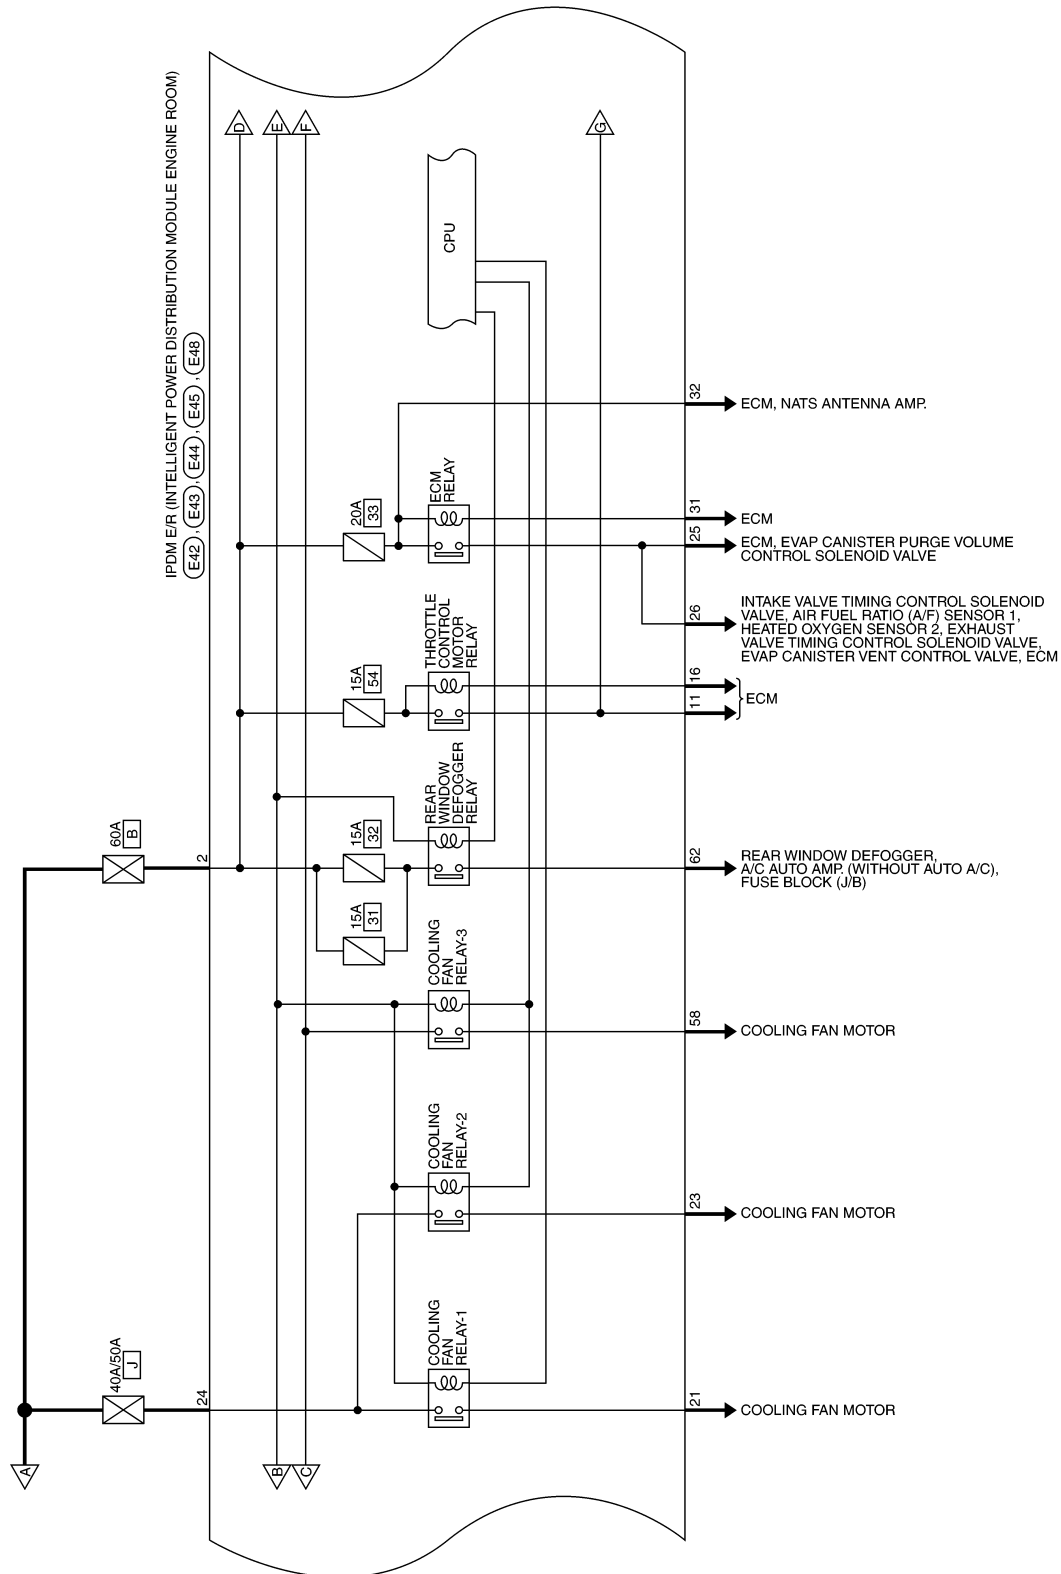 IPDM E/R (INTELLIGENT POWER DISTRIBUTION MODULE ENGINE ROOM)
E42 , E43 , E44 , E45 , E48
D
E
F
G
CPU
32
ECM, NATS ANTENNA AMP.
20A
33
ECM
RELAY
31
ECM
25
ECM, EVAP CANISTER PURGE VOLUME
CONTROL SOLENOID VALVE
26
INTAKE VALVE TIMING CONTROL SOLENOID
VALVE, AIR FUEL RATIO (A/F) SENSOR 1,
HEATED OXYGEN SENSOR 2, EXHAUST
VALVE TIMING CONTROL SOLENOID VALVE,
EVAP CANISTER VENT CONTROL VALVE, ECM
15A
54
THROTTLE
CONTROL
MOTOR
RELAY
16
11
ECM
60A
B
2
15A
32
REAR
WINDOW
DEFOGGER
RELAY
62
REAR WINDOW DEFOGGER,
A/C AUTO AMP. (WITHOUT AUTO A/C),
FUSE BLOCK (J/B)
15A
31
COOLING
FAN
RELAY-3
58
COOLING FAN MOTOR
COOLING
FAN
RELAY-2
23
COOLING FAN MOTOR
40A/50A
J
24
COOLING
FAN
RELAY-1
21
COOLING FAN MOTOR
A
B
C